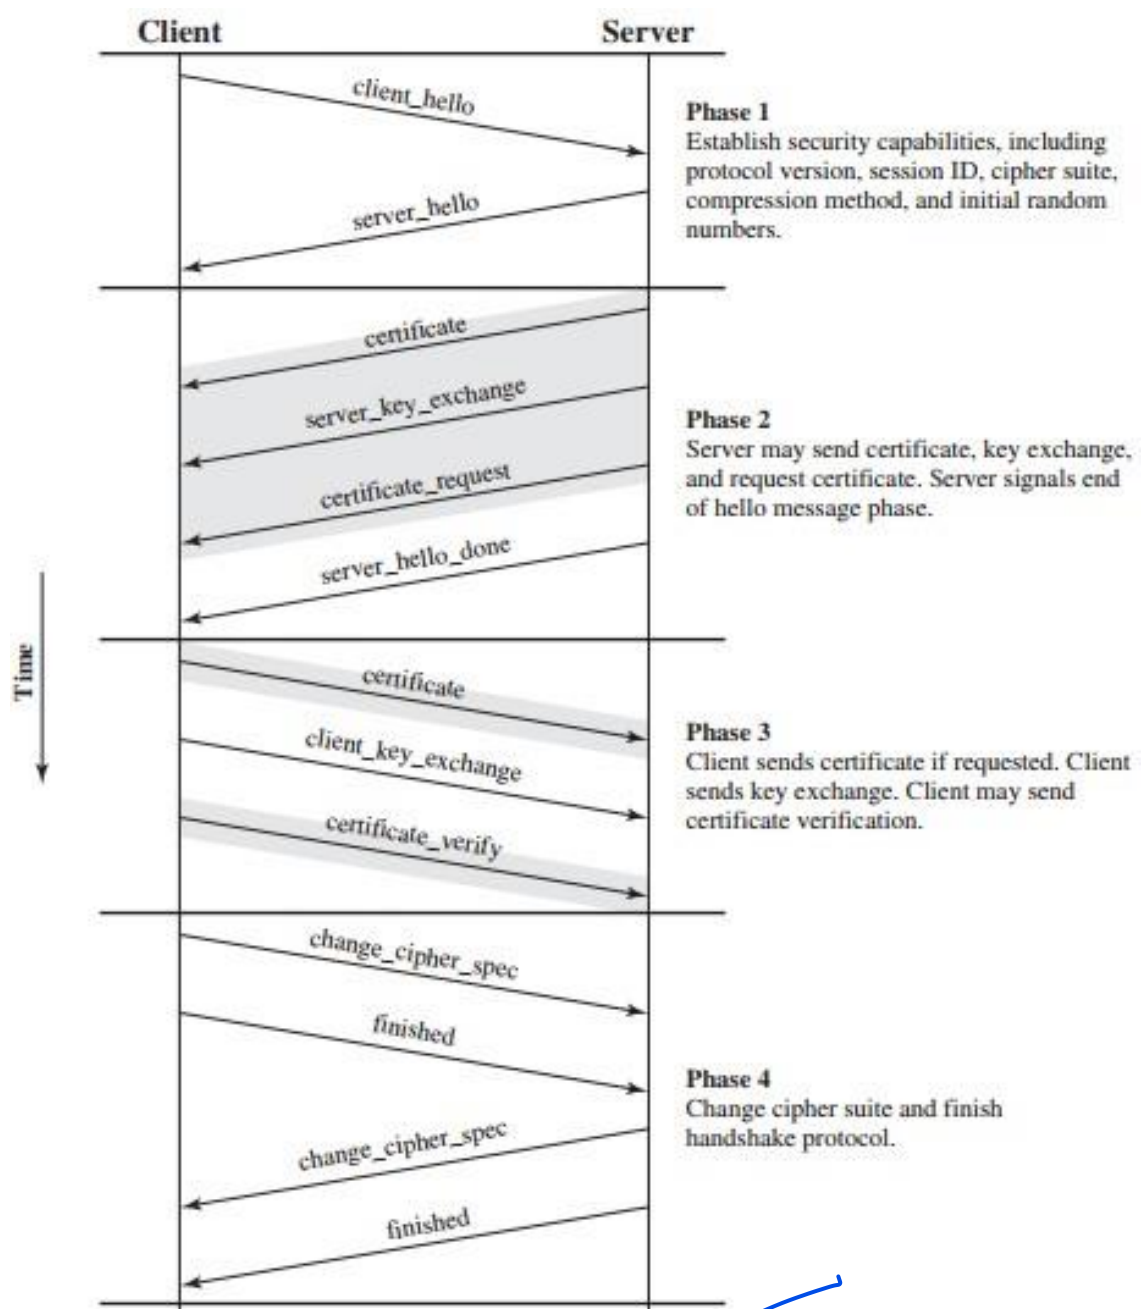 Client
Server
client_hello
server_hello
Phase 1
Establish security capabilities, including
protocol version, session ID, cipher suite,
compression method, and initial random
numbers.
certificate
server_key_exchange
certificate_request
server_hello_done
Phase 2
Server may send certificate, key exchange,
and request certificate. Server signals end
of hello message phase.
Time
certificate
client_key_exchange
certificate_verify
Phase 3
Client sends certificate if requested. Client
sends key exchange. Client may send
certificate verification.
change_cipher_spec
finished
change_cipher_spec
finished
Phase 4
Change cipher suite and finish
handshake protocol.